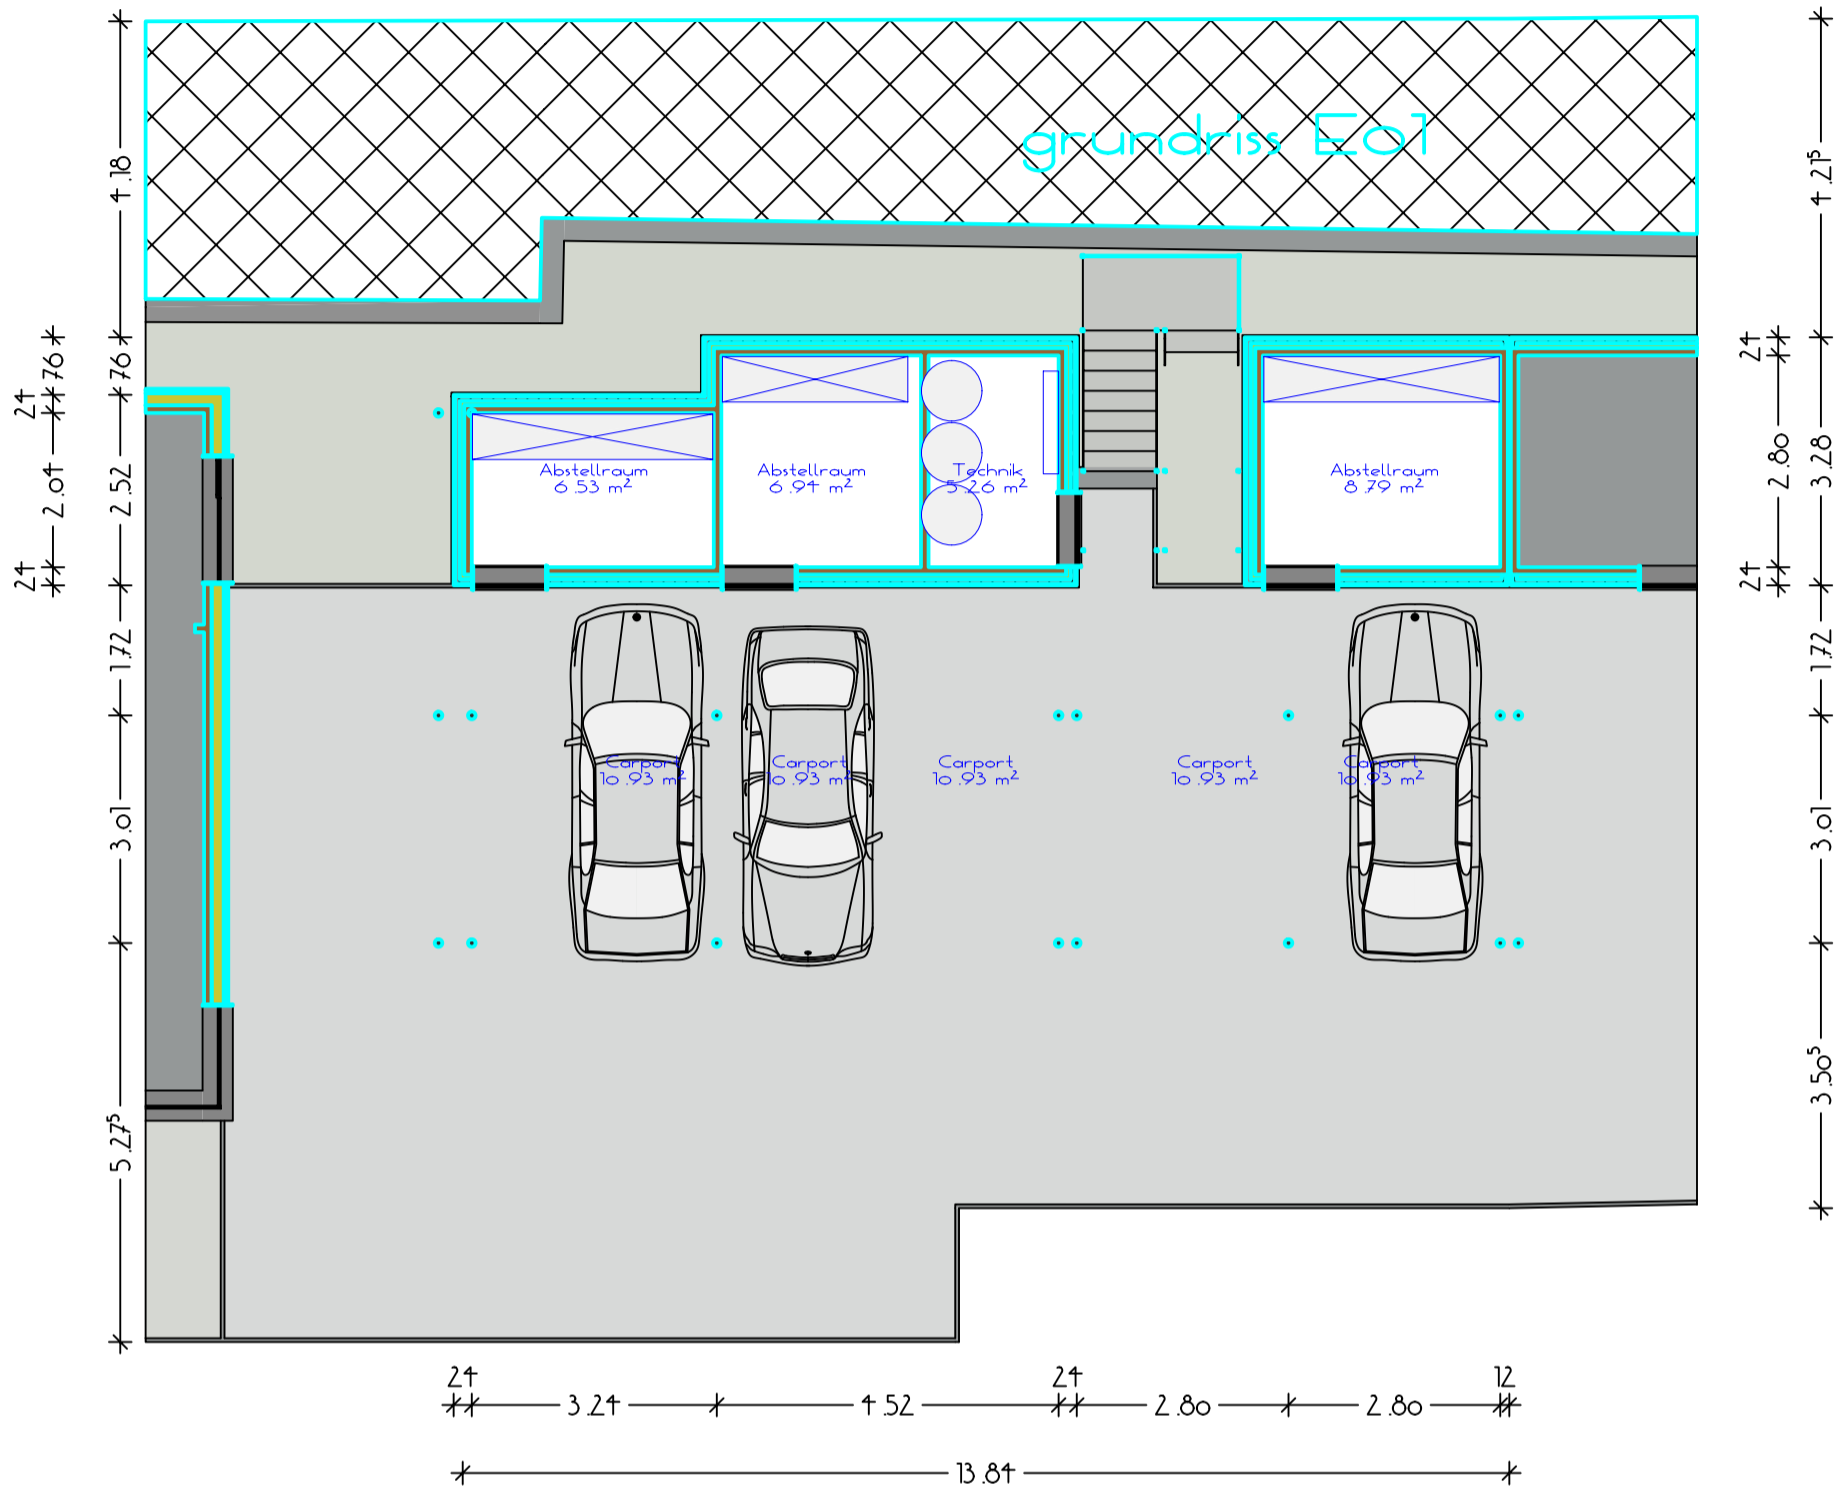 grundriss E01
4.18
4.21⁵
76
76
24
24
2.04
2.52
24
24
2.80
3.28
24
Abstellraum
6.53 m²
Abstellraum
6.94 m²
Technik
5.26 m²
Abstellraum
8.79 m²
1.72
1.72
Carport
10.93 m²
Carport
10.93 m²
Carport
10.93 m²
Carport
10.93 m²
Carport
10.93 m²
3.01
3.01
5.27⁵
3.50⁵
24
3.24
4.52
24
2.80
2.80
12
13.84